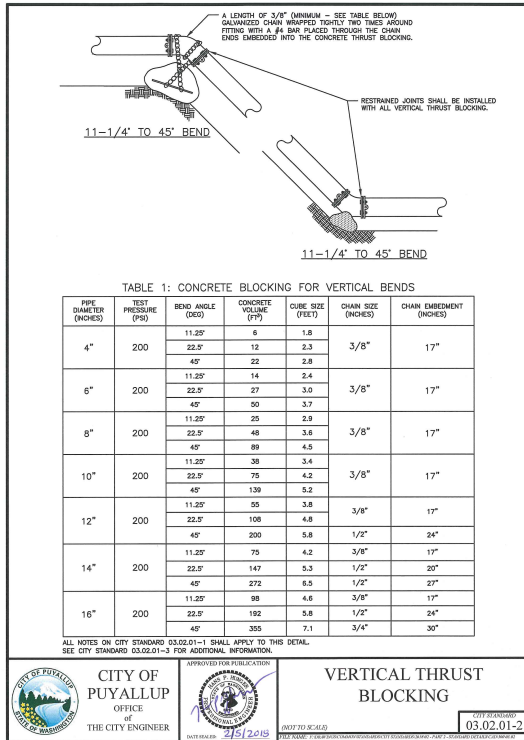 A LENGTH OF 3/8" (MINIMUM - SEE TABLE BELOW)
GALVANIZED CHAIN WRAPPED TIGHTLY TWO TIMES AROUND
FITTING WITH A #4 BAR PLACED THROUGH THE CHAIN
ENDS EMBEDDED INTO THE CONCRETE THRUST BLOCKING.
RESTRAINED JOINTS SHALL BE INSTALLED
WITH ALL VERTICAL THRUST BLOCKING.
11-1/4° TO 45° BEND
11-1/4° TO 45° BEND
TABLE 1: CONCRETE BLOCKING FOR VERTICAL BENDS
PIPE DIAMETER (INCHES) TEST PRESSURE (PSI) BEND ANGLE (DEG) CONCRETE VOLUME (FT³) CUBE SIZE (FEET) CHAIN SIZE (INCHES) CHAIN EMBEDMENT (INCHES)
4" 200 11.25° 6 1.8 3/8" 17"
22.5° 12 2.3
45° 22 2.8
6" 200 11.25° 14 2.4 3/8" 17"
22.5° 27 3.0
45° 50 3.7
8" 200 11.25° 25 2.9 3/8" 17"
22.5° 48 3.6
45° 89 4.5
10" 200 11.25° 38 3.4 3/8" 17"
22.5° 75 4.2
45° 139 5.2
12" 200 11.25° 55 3.8 3/8" 17"
22.5° 108 4.8
45° 200 5.8 1/2" 24"
14" 200 11.25° 75 4.2 3/8" 17"
22.5° 147 5.3 1/2" 20"
45° 272 6.5 1/2" 27"
16" 200 11.25° 98 4.6 3/8" 17"
22.5° 192 5.8 1/2" 24"
45° 355 7.1 3/4" 30"
ALL NOTES ON CITY STANDARD 03.02.01-1 SHALL APPLY TO THIS DETAIL.
SEE CITY STANDARD 03.02.01-3 FOR ADDITIONAL INFORMATION.
CITY OF PUYALLUP
STATE OF WASHINGTON
CITY OF
PUYALLUP
OFFICE
of
THE CITY ENGINEER
APPROVED FOR PUBLICATION
DATE SEALED: 2/5/2018
VERTICAL THRUST
BLOCKING
(NOT TO SCALE)
CITY STANDARD
03.02.01-2
FILE NAME: